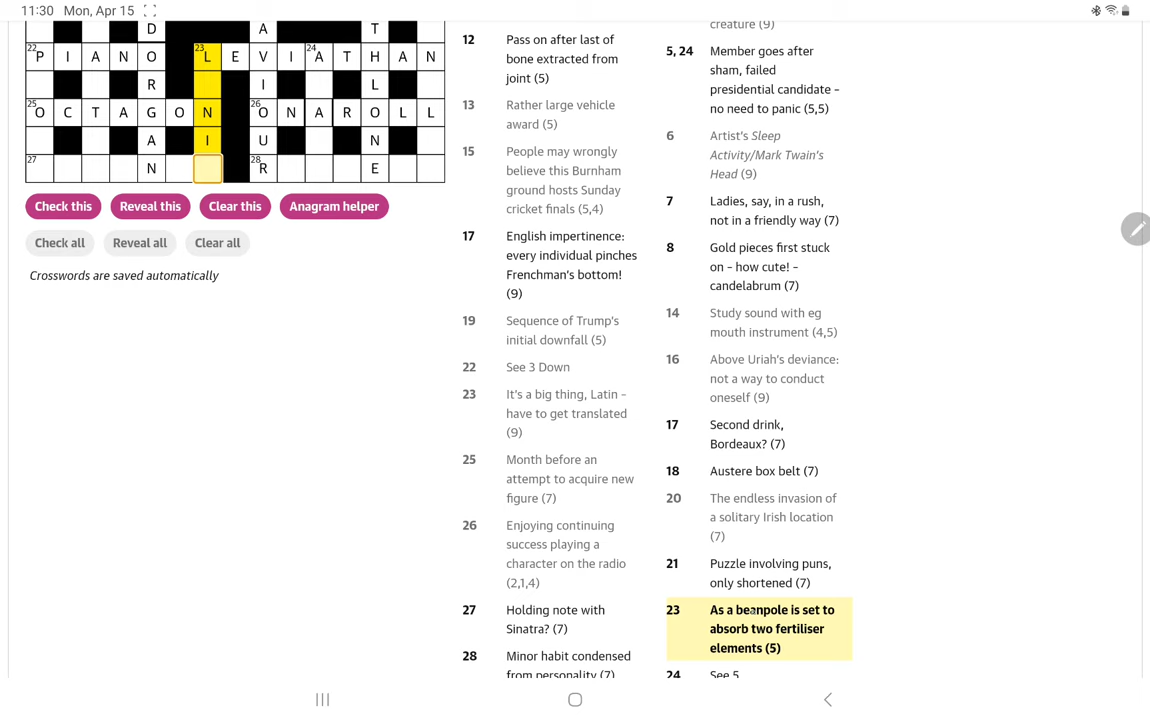 11:30 Mon, Apr 15
D A T
22 P I A N O 23 L E V I 24 A T H A N
R I L
25 O C T A G O N 26 O N A R O L L
A I U N
27 N 28 R E
Check this Reveal this Clear this Anagram helper
Check all Reveal all Clear all
Crosswords are saved automatically
12 Pass on after last of
bone extracted from
joint (5)
13 Rather large vehicle
award (5)
15 People may wrongly
believe this Burnham
ground hosts Sunday
cricket finals (5,4)
17 English impertinence:
every individual pinches
Frenchman's bottom!
(9)
19 Sequence of Trump's
initial downfall (5)
22 See 3 Down
23 It's a big thing, Latin –
have to get translated
(9)
25 Month before an
attempt to acquire new
figure (7)
26 Enjoying continuing
success playing a
character on the radio
(2,1,4)
27 Holding note with
Sinatra? (7)
28 Minor habit condensed
from personality (7)
creature (9)
5, 24 Member goes after
sham, failed
presidential candidate –
no need to panic (5,5)
6 Artist's Sleep
Activity/Mark Twain's
Head (9)
7 Ladies, say, in a rush,
not in a friendly way (7)
8 Gold pieces first stuck
on – how cute! –
candelabrum (7)
14 Study sound with eg
mouth instrument (4,5)
16 Above Uriah's deviance:
not a way to conduct
oneself (9)
17 Second drink,
Bordeaux? (7)
18 Austere box belt (7)
20 The endless invasion of
a solitary Irish location
(7)
21 Puzzle involving puns,
only shortened (7)
23 As a beanpole is set to
absorb two fertiliser
elements (5)
24 See 5